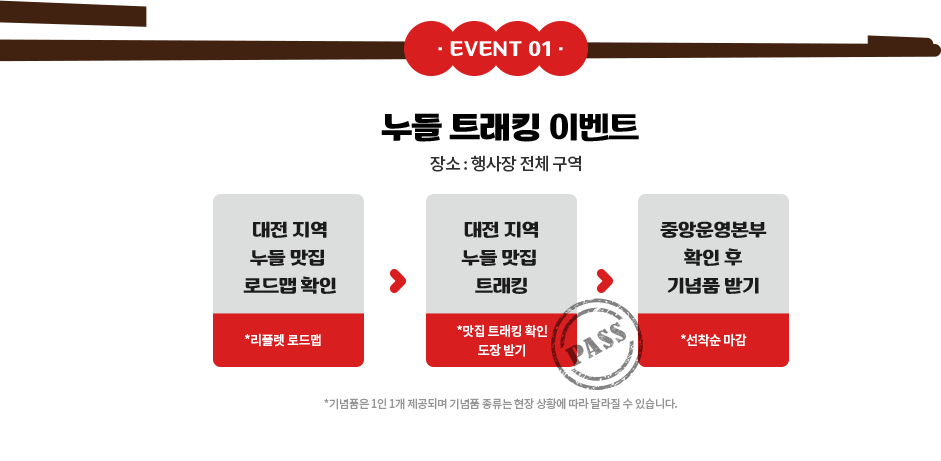 · EVENT 01 ·
누들 트래킹 이벤트
장소 : 행사장 전체 구역
대전 지역
누들 맛집
로드맵 확인
*리플렛 로드맵
대전 지역
누들 맛집
트래킹
*맛집 트래킹 확인
도장 받기
PASS
중앙운영본부
확인 후
기념품 받기
*선착순 마감
*기념품은 1인 1개 제공되며 기념품 종류는 현장 상황에 따라 달라질 수 있습니다.